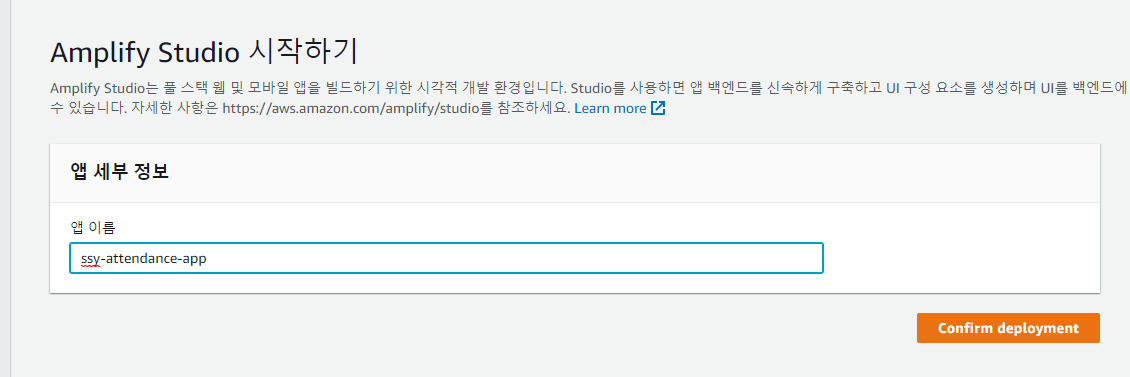 Amplify Studio 시작하기
Amplify Studio는 풀 스택 웹 및 모바일 앱을 빌드하기 위한 시각적 개발 환경입니다. Studio를 사용하면 앱 백엔드를 신속하게 구축하고 UI 구성 요소를 생성하며 UI를 백엔드에
수 있습니다. 자세한 사항은 https://aws.amazon.com/amplify/studio를 참조하세요. Learn more
앱 세부 정보
앱 이름
ssy-attendance-app
Confirm deployment